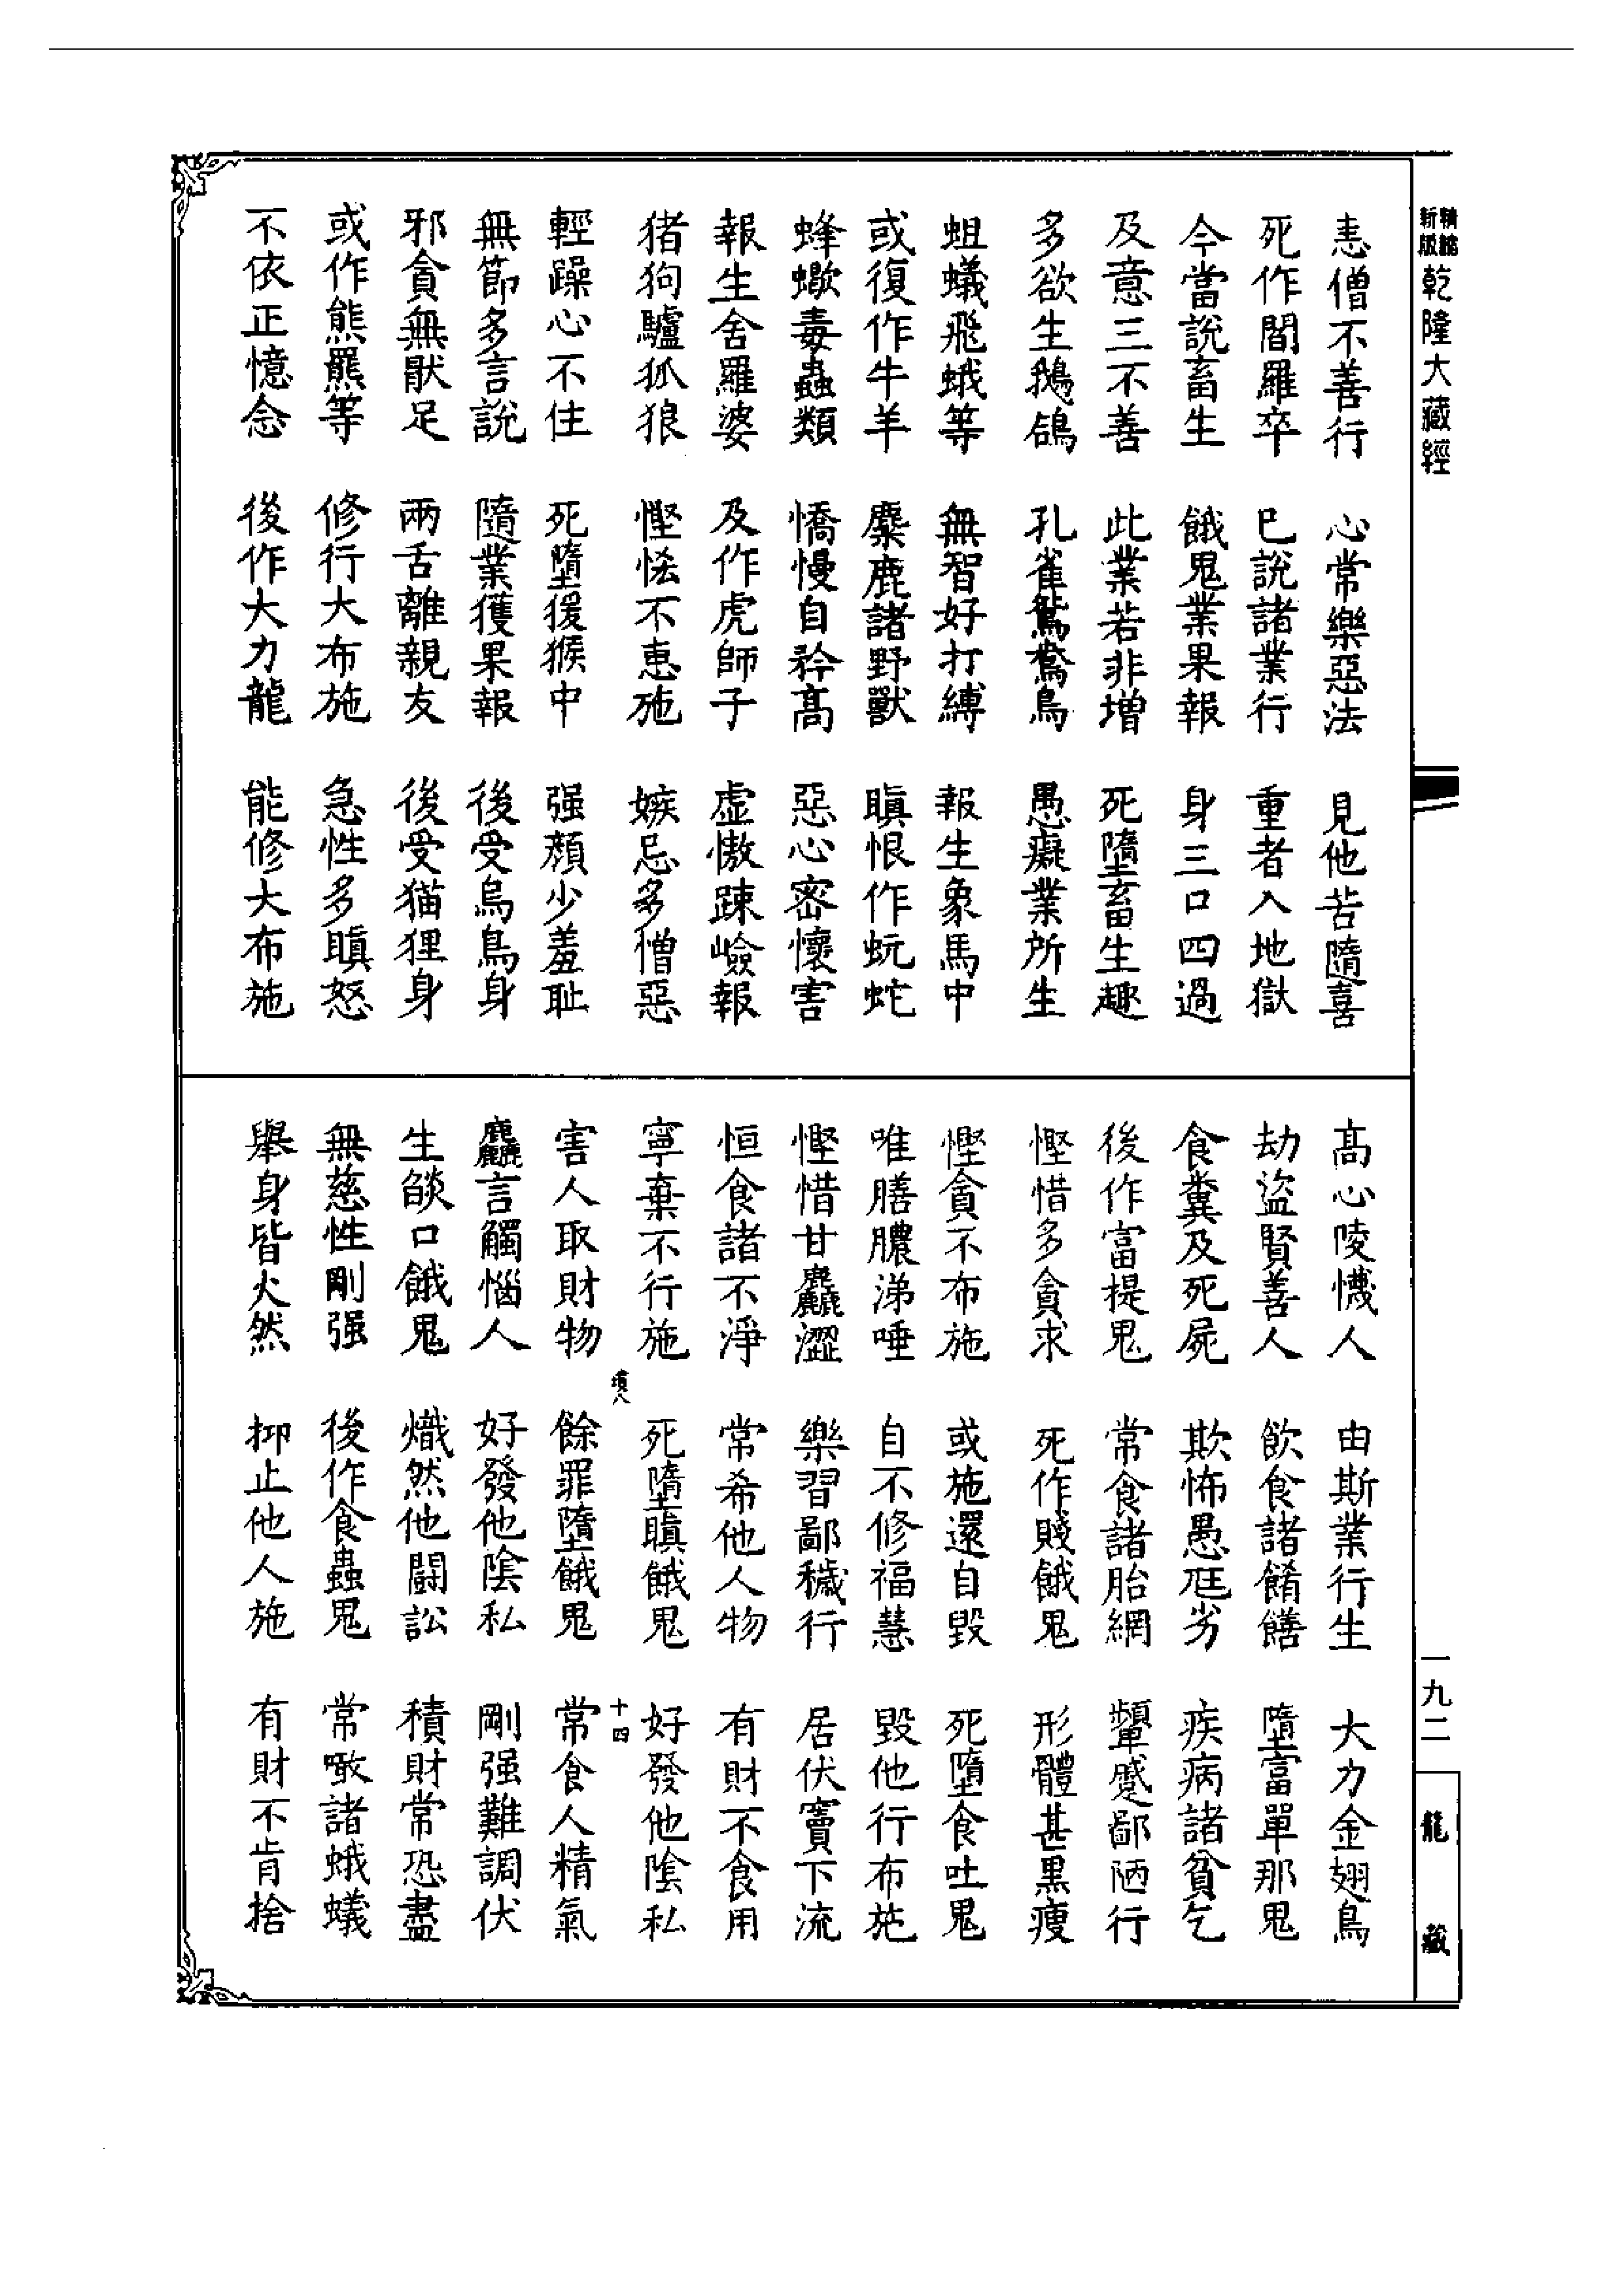 新版
精縮
乾隆大藏經
恚僧不善行　心常樂惡法　見他苦隨喜
死作閻羅卒　已說諸業行　重者入地獄
今當說畜生　餓鬼業果報　身三口四過
及意三不善　此業若非增　死墮畜生趣
多欲生鵝鴿　孔雀鴛鴦鳥　愚癡業所生
蛆蟻飛蛾等　無智好打縛　報生象馬中
或復作牛羊　麋鹿諸野獸　瞋恨作蚖蛇
蜂蠍毒蟲類　憍慢自矜高　惡心密懷害
報生舍羅婆　及作虎師子　虛傲踈嶮報
猪狗驢狐狼　慳悋不惠施　嫉忌多憎惡
輕躁心不住　死墮猨猴中　强顏少羞耻
無節多言說　隨業獲果報　後受烏鳥身
邪貪無猒足　兩舌離親友　後受猫狸身
或作熊羆等　修行大布施　急性多瞋怒
不依正憶念　後作大力龍　能修大布施
高心陵懱人　由斯業行生　大力金翅鳥
劫盜賢善人　飲食諸餚饍　墮富單那鬼
食糞及死屍　欺怖愚尫劣　疾病諸貧乞
後作富提鬼　常食諸胎網　顰蹙鄙陋行
慳惜多貪求　死作賤餓鬼　形體甚黑瘦
慳貪不布施　或施還自毀　死墮食吐鬼
唯膳膿涕唾　自不修福慧　毀他行布施
慳惜甘麤澀　樂習鄙穢行　居伏竇下流
恒食諸不淨　常希他人物　有財不食用
寧棄不行施　死墮瞋餓鬼　好發他陰私
墳八　十四
害人取財物　餘罪墮餓鬼　常食人精氣
麤言觸惱人　好發他陰私　剛强難調伏
生燄口餓鬼　熾然他鬪訟　積財常恐盡
無慈性剛强　後作食蟲鬼　常噉諸蛾蟻
舉身皆火然　抑止他人施　有財不肯捨
一九二
龍藏